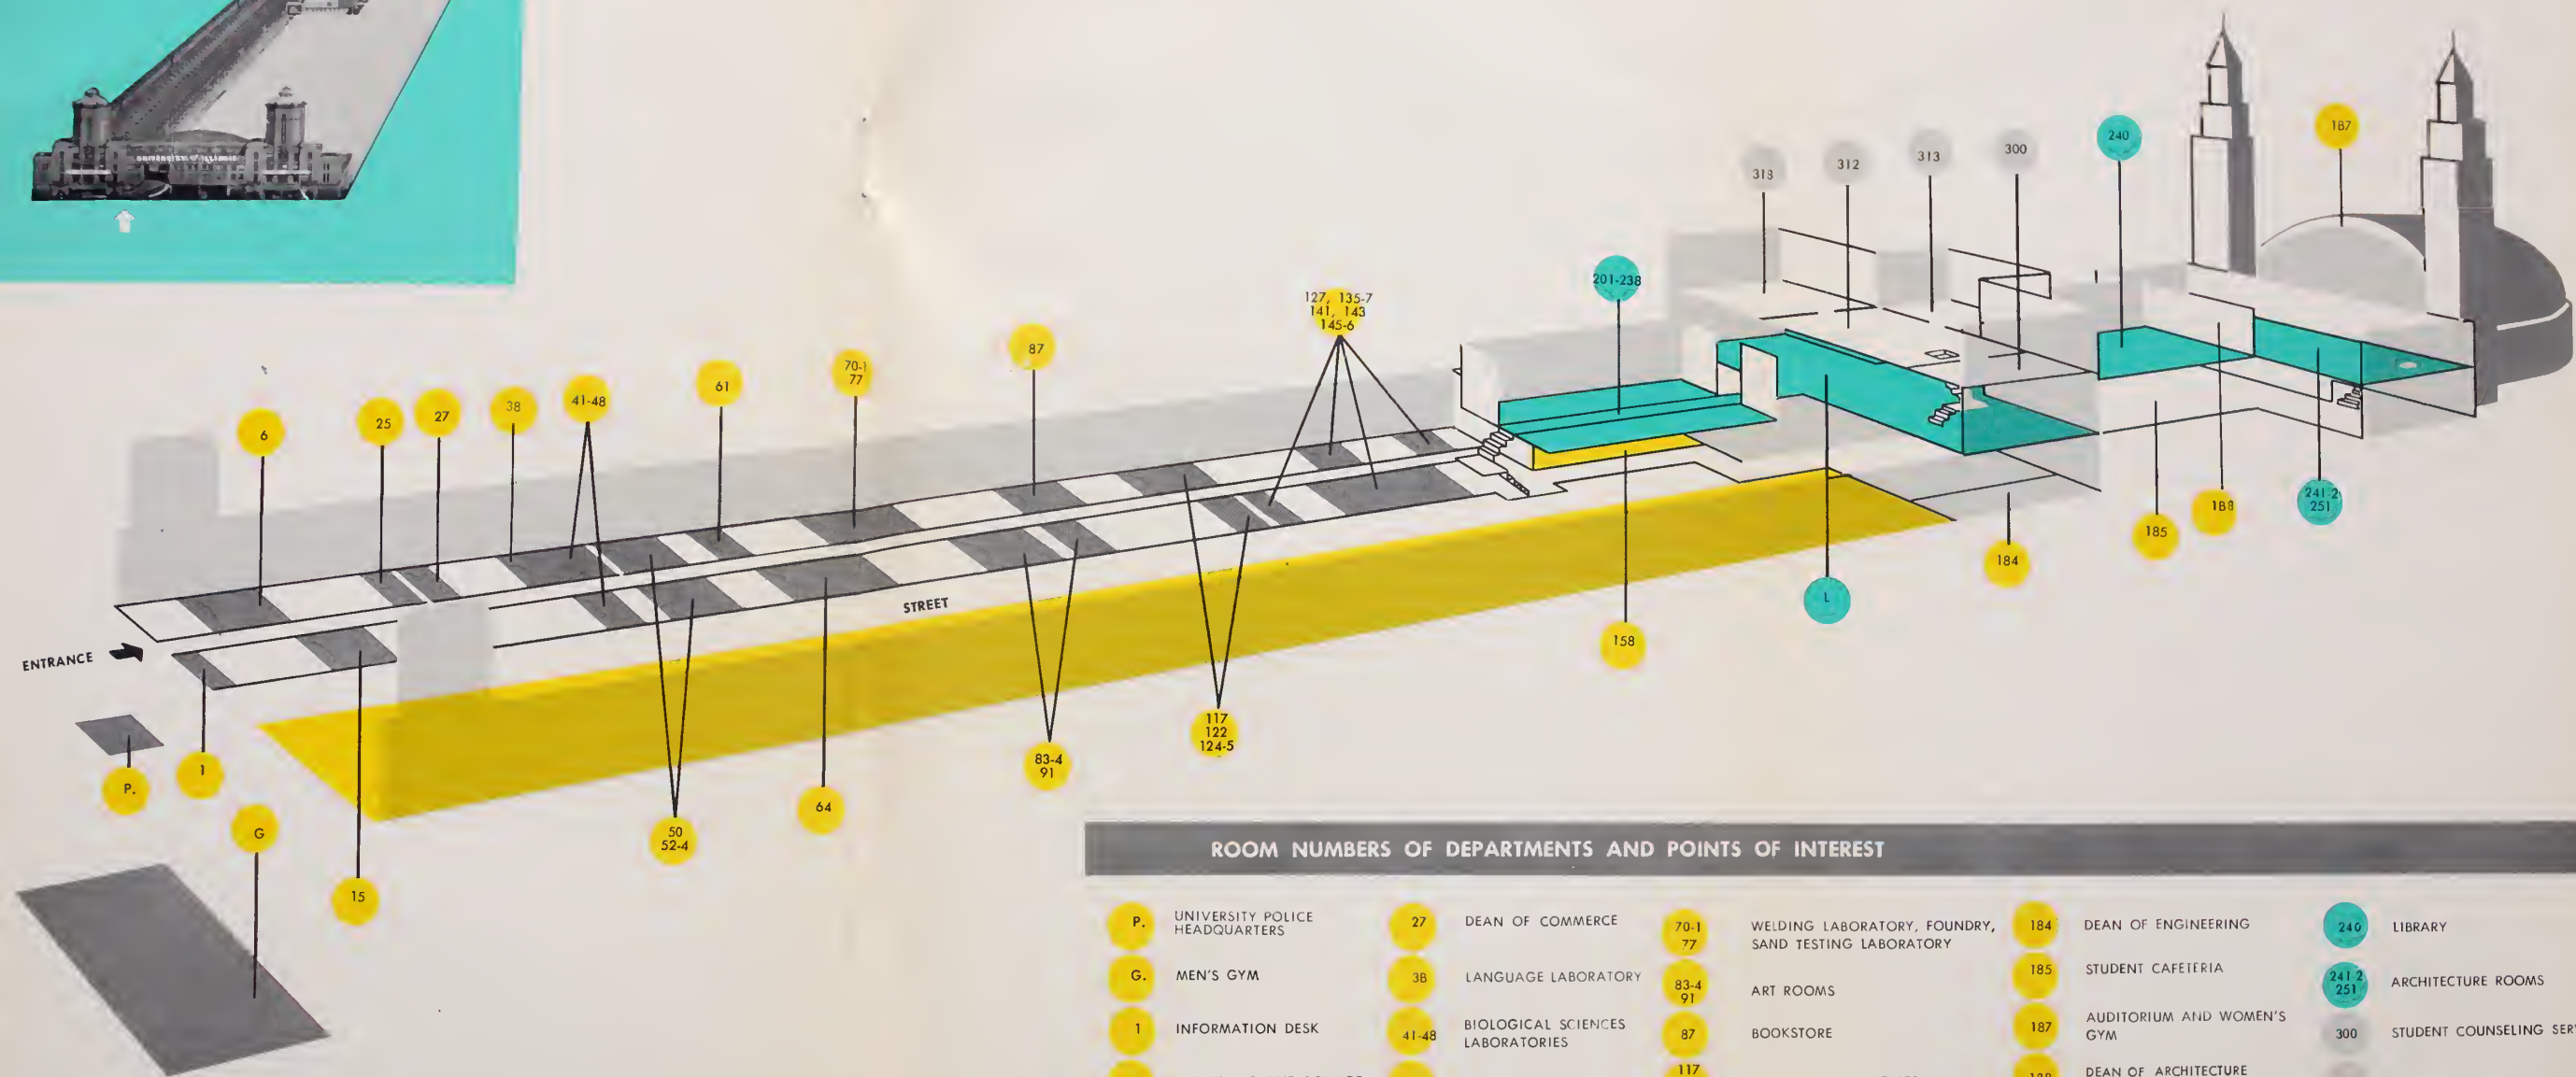 UNIVERSITY OF ILLINOIS
240
187
300
313
312
313
201-238
127, 135-7
141, 143
145-6
87
70-1
77
61
41-48
38
27
25
6
241-2
251
188
185
184
L
158
STREET
ENTRANCE
117
122
124-5
83-4
91
P.
1
64
G
50
52-4
15
ROOM NUMBERS OF DEPARTMENTS AND POINTS OF INTEREST
P. UNIVERSITY POLICE
HEADQUARTERS
G. MEN'S GYM
1 INFORMATION DESK
27 DEAN OF COMMERCE
38 LANGUAGE LABORATORY
41-48 BIOLOGICAL SCIENCES
LABORATORIES
70-1
77
WELDING LABORATORY, FOUNDRY,
SAND TESTING LABORATORY
83-4
91
ART ROOMS
87 BOOKSTORE
117
184 DEAN OF ENGINEERING
185 STUDENT CAFETERIA
187 AUDITORIUM AND WOMEN'S
GYM
188 DEAN OF ARCHITECTURE
240 LIBRARY
241-2
251
ARCHITECTURE ROOMS
300 STUDENT COUNSELING